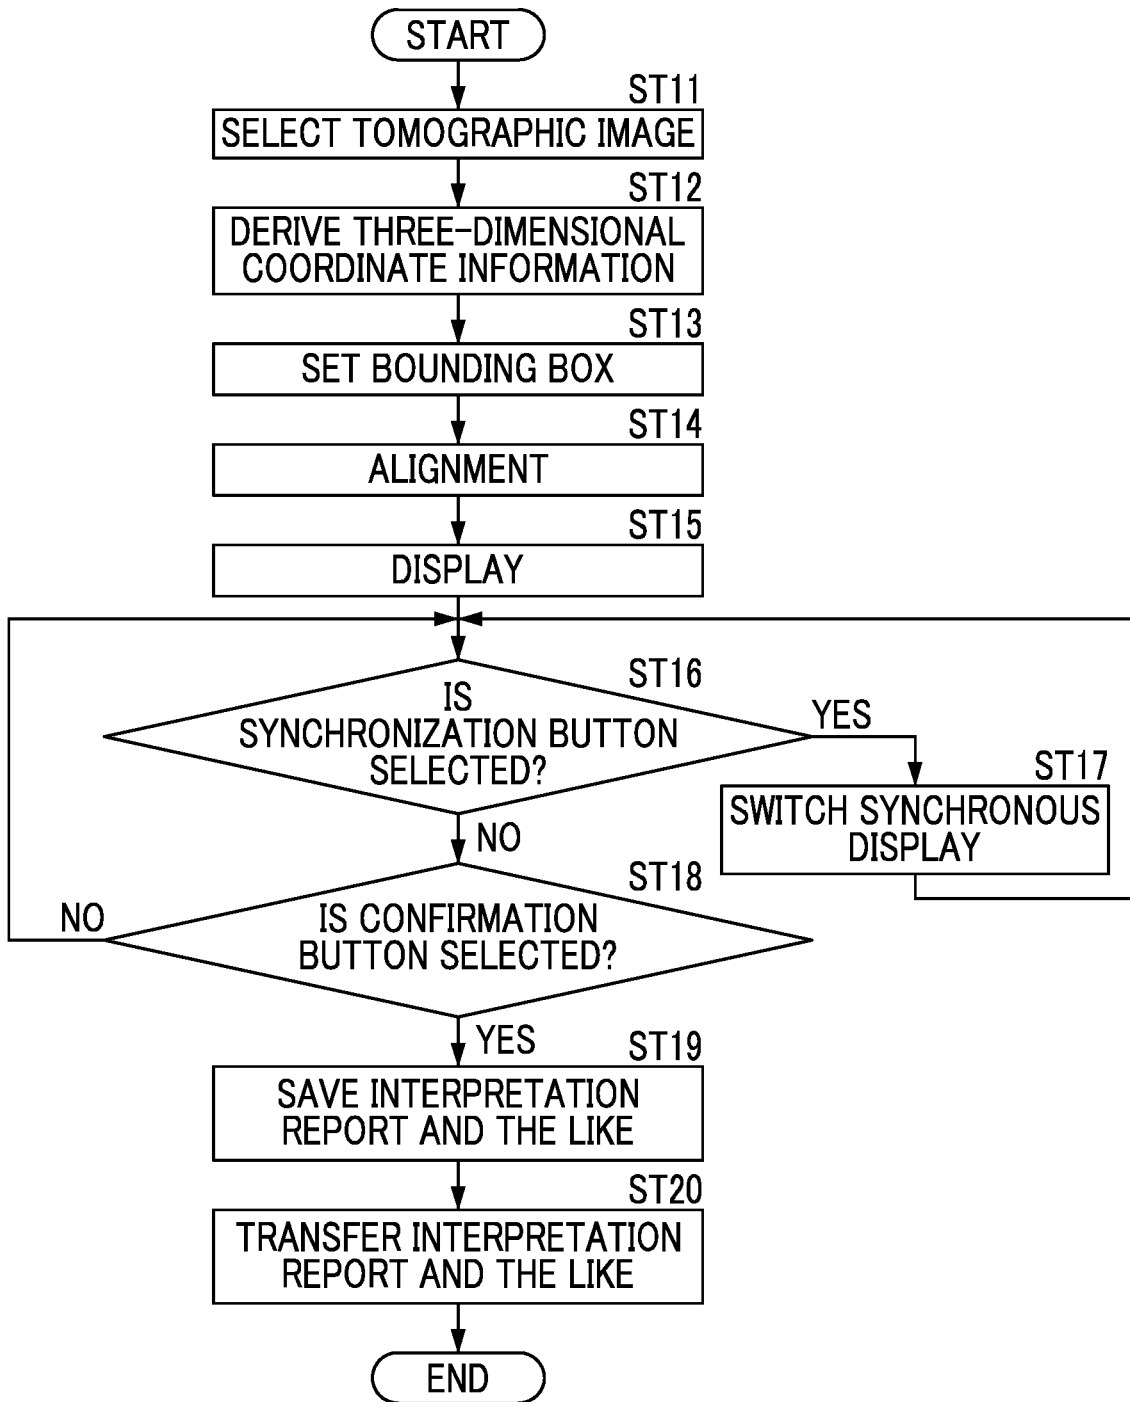 START
ST11
SELECT TOMOGRAPHIC IMAGE
ST12
DERIVE THREE-DIMENSIONAL
COORDINATE INFORMATION
ST13
SET BOUNDING BOX
ST14
ALIGNMENT
ST15
DISPLAY
ST16
IS
SYNCHRONIZATION BUTTON
SELECTED?
YES
ST17
SWITCH SYNCHRONOUS
DISPLAY
NO
ST18
IS CONFIRMATION
BUTTON SELECTED?
NO
YES
ST19
SAVE INTERPRETATION
REPORT AND THE LIKE
ST20
TRANSFER INTERPRETATION
REPORT AND THE LIKE
END